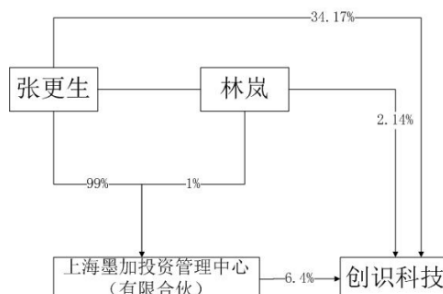 34.17%
张更生
林岚
2.14%
99%
1%
上海墨加投资管理中心
（有限合伙）
6.4%
创识科技